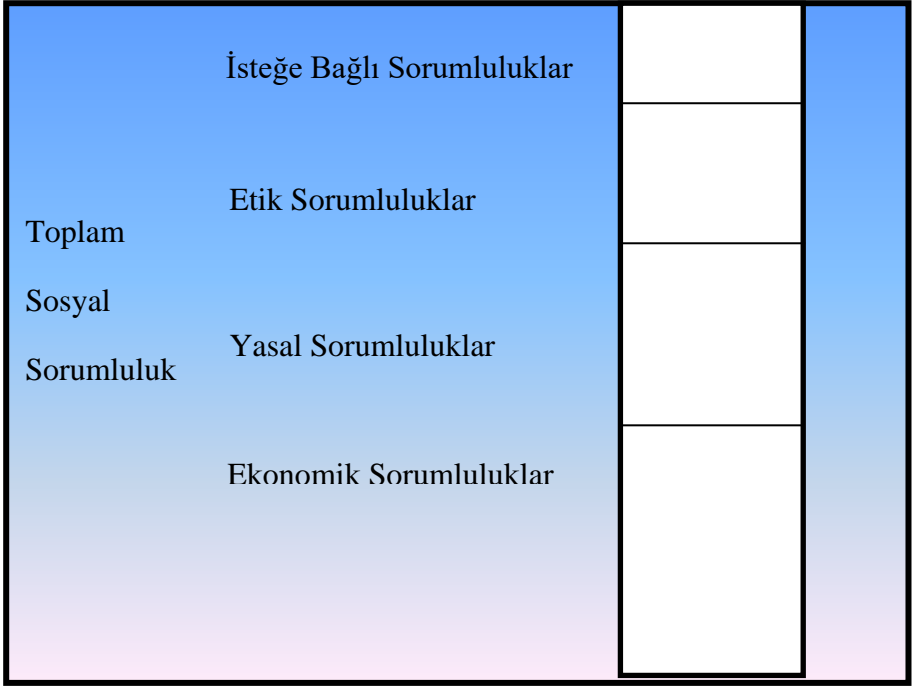 İsteğe Bağlı Sorumluluklar
Etik Sorumluluklar
Toplam
Sosyal
Sorumluluk
Yasal Sorumluluklar
Ekonomik Sorumluluklar